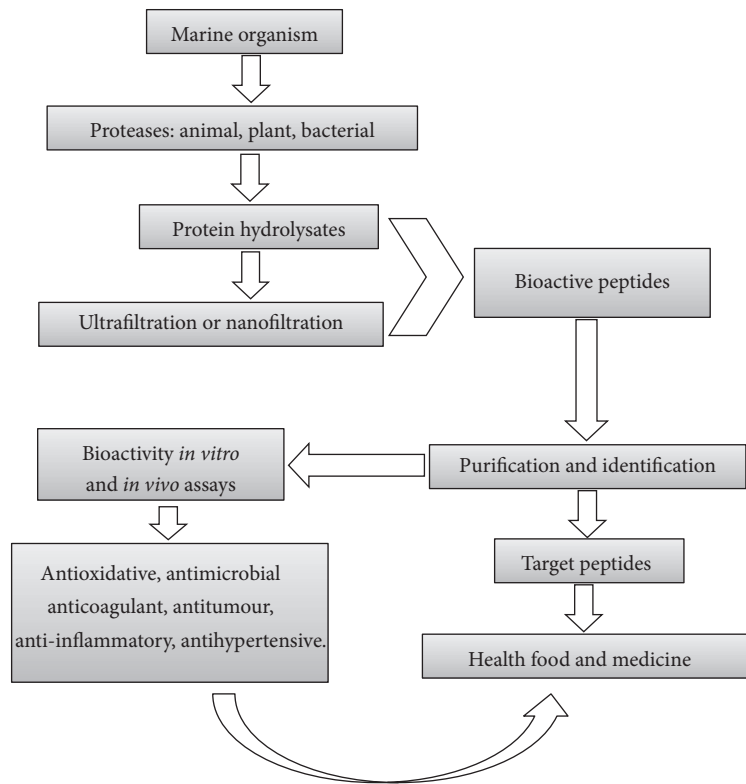 Marine organism
Proteases: animal, plant, bacterial
Protein hydrolysates
Ultrafiltration or nanofiltration
Bioactive peptides
Purification and identification
Bioactivity in vitro
and in vivo assays
Antioxidative, antimicrobial
anticoagulant, antitumour,
anti-inflammatory, antihypertensive.
Target peptides
Health food and medicine